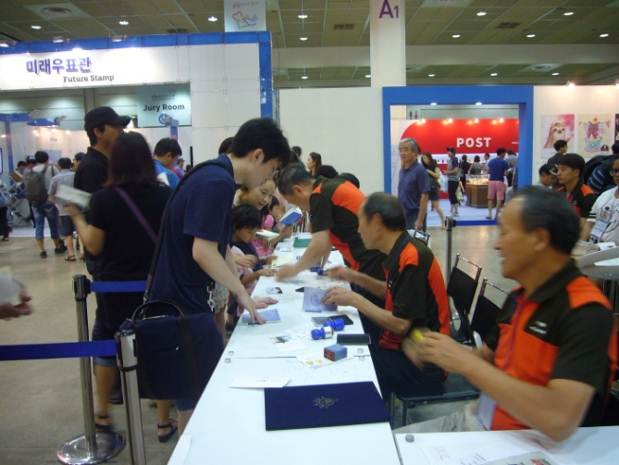 미래우표관
Future Stamp
Jury Room
A1
POST